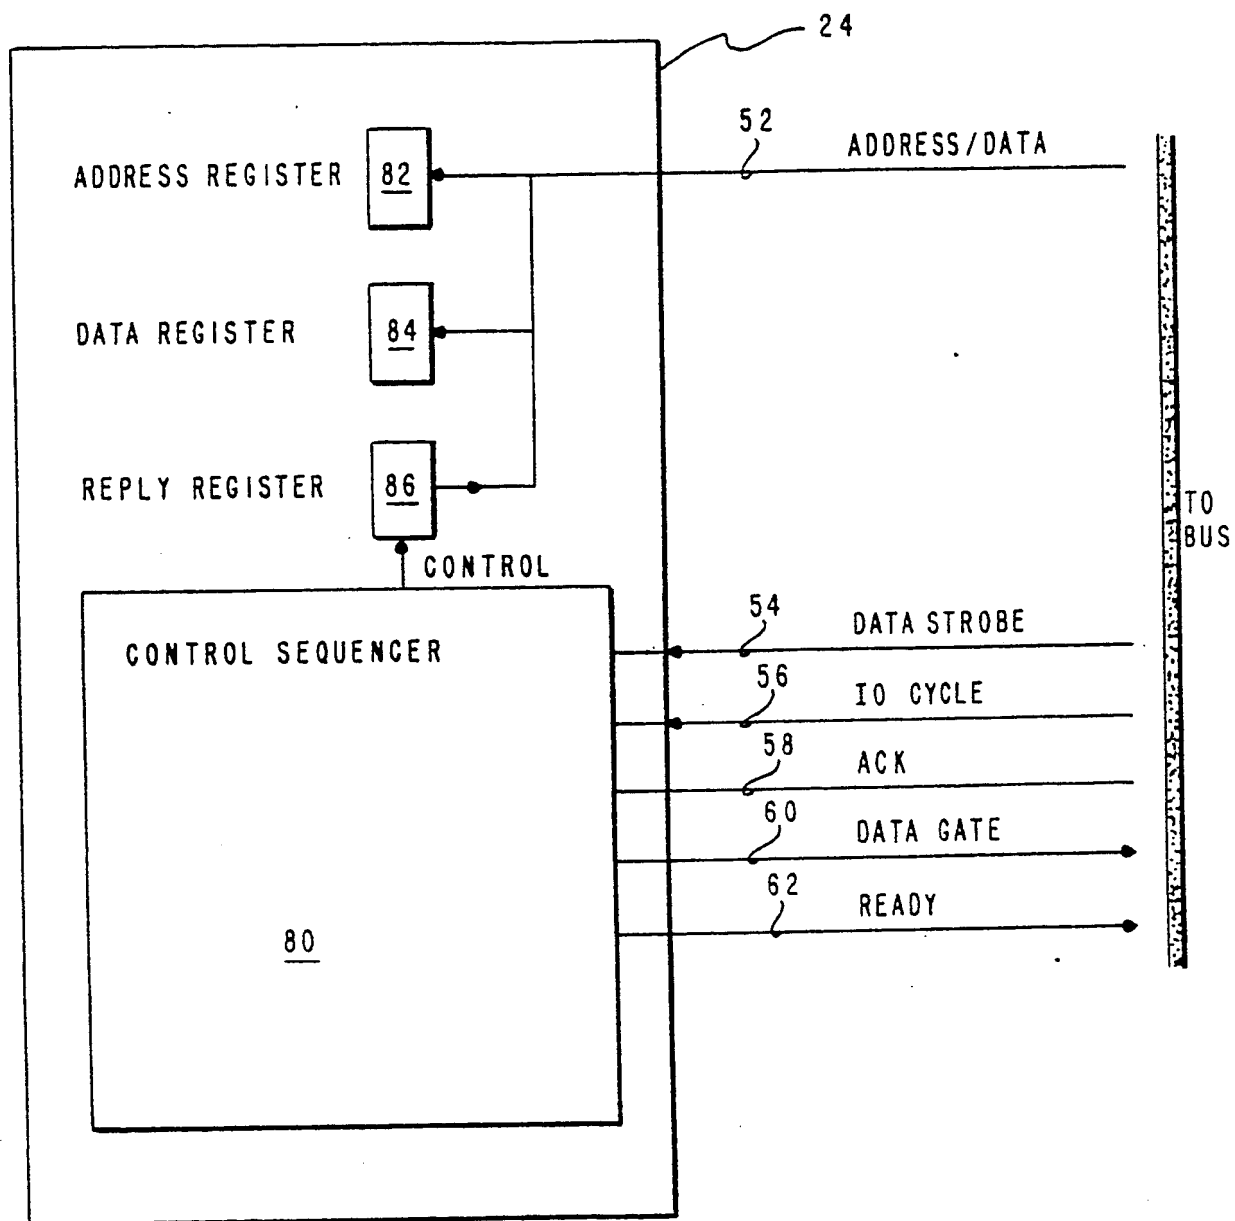 24
52
ADDRESS/DATA
ADDRESS REGISTER
82
DATA REGISTER
84
REPLY REGISTER
86
TO
BUS
CONTROL
CONTROL SEQUENCER
54
DATA STROBE
56
IO CYCLE
58
ACK
60
DATA GATE
62
READY
80